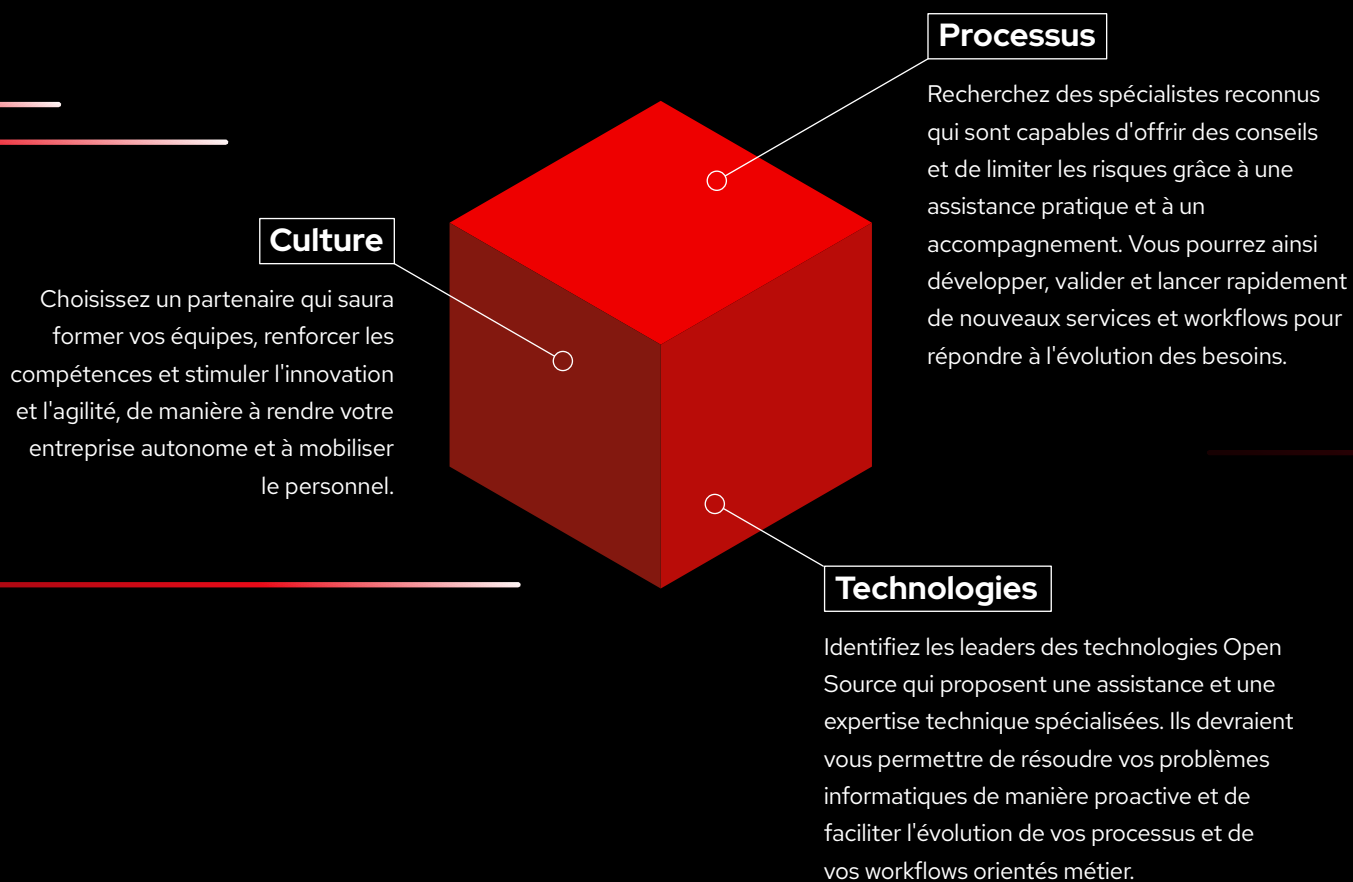 Processus
Recherchez des spécialistes reconnus
qui sont capables d'offrir des conseils
et de limiter les risques grâce à une
assistance pratique et à un
accompagnement. Vous pourrez ainsi
développer, valider et lancer rapidement
de nouveaux services et workflows pour
répondre à l'évolution des besoins.
Culture
Choisissez un partenaire qui saura
former vos équipes, renforcer les
compétences et stimuler l'innovation
et l'agilité, de manière à rendre votre
entreprise autonome et à mobiliser
le personnel.
Technologies
Identifiez les leaders des technologies Open
Source qui proposent une assistance et une
expertise technique spécialisées. Ils devraient
vous permettre de résoudre vos problèmes
informatiques de manière proactive et de
faciliter l'évolution de vos processus et de
vos workflows orientés métier.